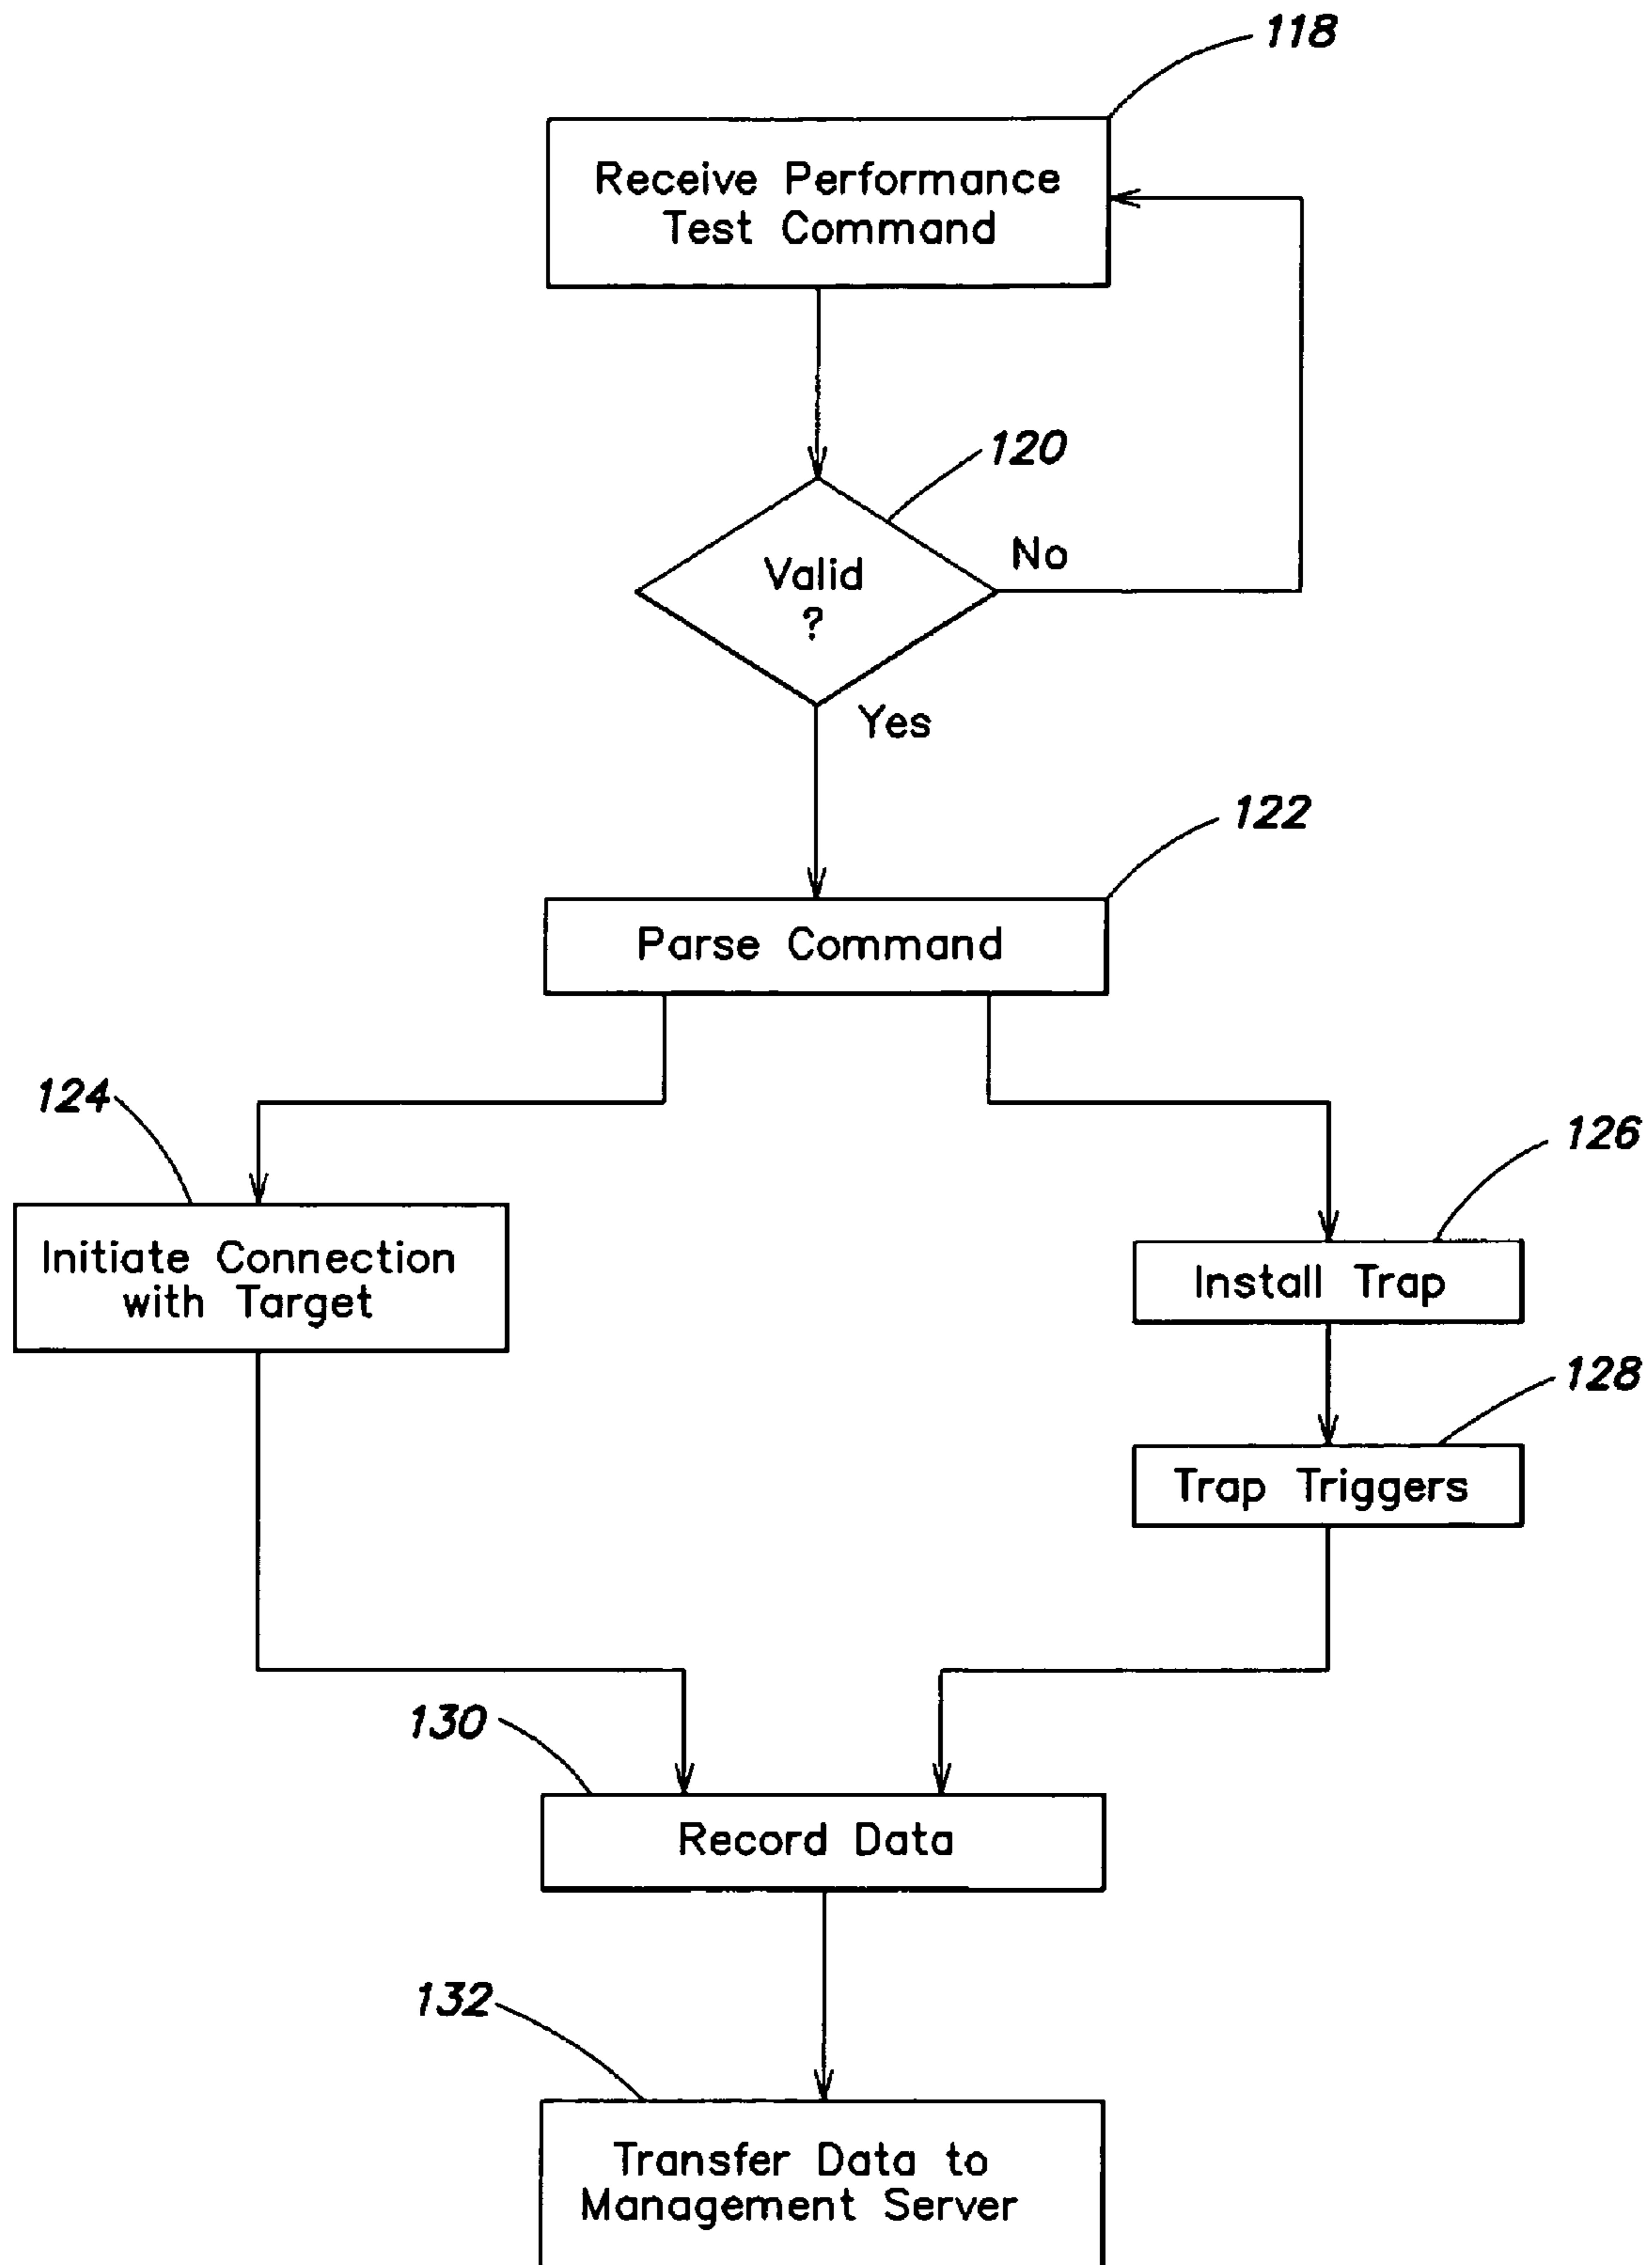 118
Receive Performance
Test Command
120
Valid
?
No
Yes
122
Parse Command
124
126
Initiate Connection
with Target
Install Trap
128
Trap Triggers
130
Record Data
132
Transfer Data to
Management Server